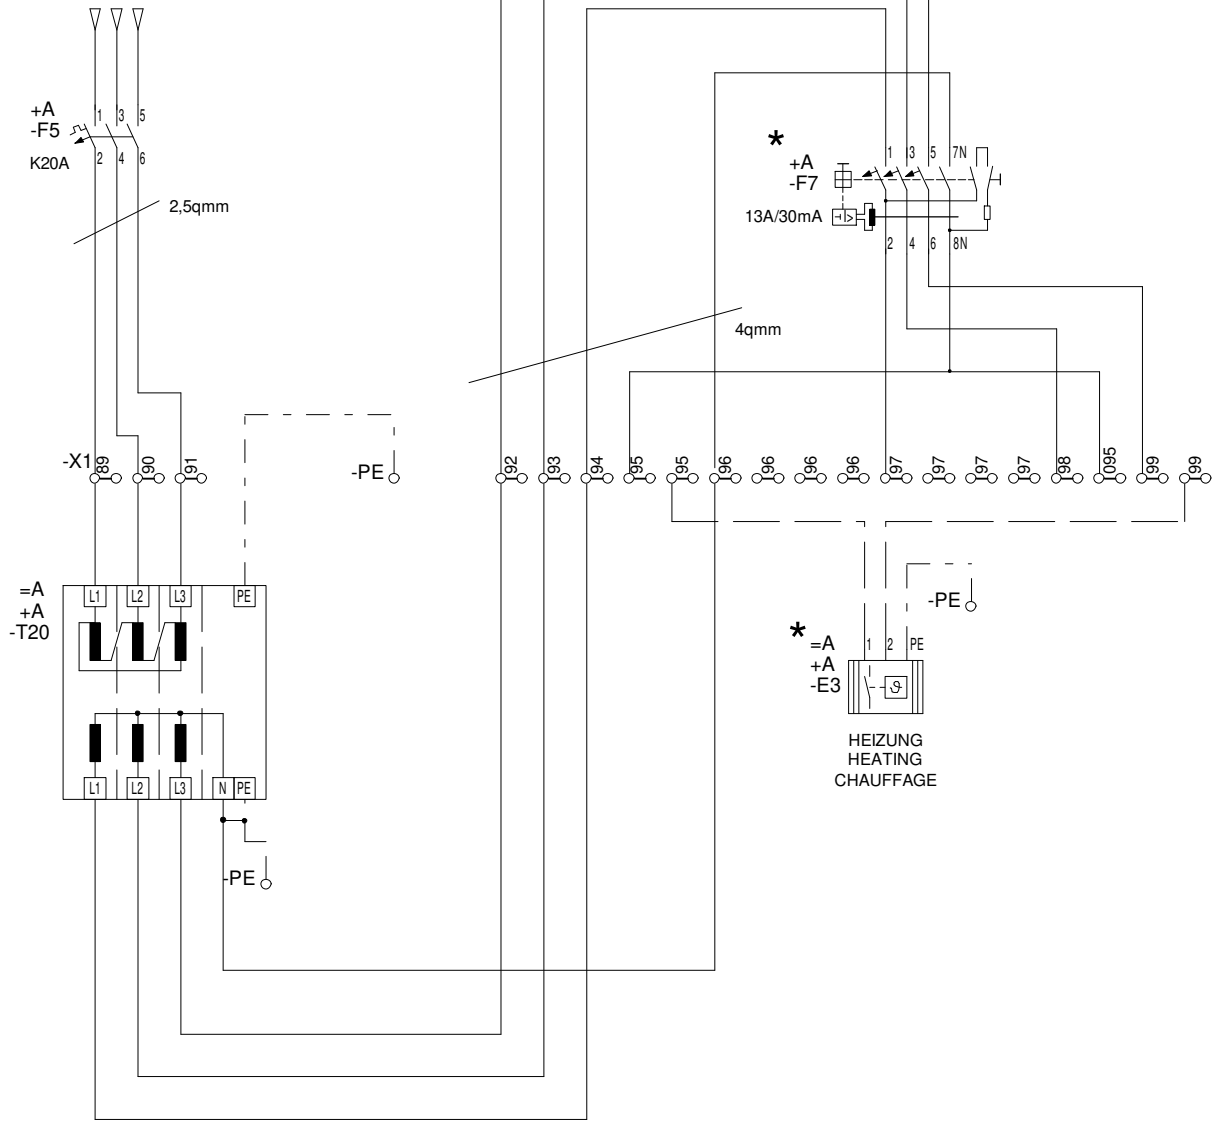 +A
-F5
K20A
1 3 5
2 4 6
2,5qmm
*
+A
-F7
13A/30mA
1 3 5 7N
2 4 6 8N
4qmm
-X1
89 90 91
-PE
92 93 94 95 95 96 96 96 96 97 97 97 97 98 1095 99 99
=A
+A
-T20
L1 L2 L3 PE
L1 L2 L3 N PE
-PE
-PE
*
=A
+A
-E3
1 2 PE
ϑ
HEIZUNG
HEATING
CHAUFFAGE